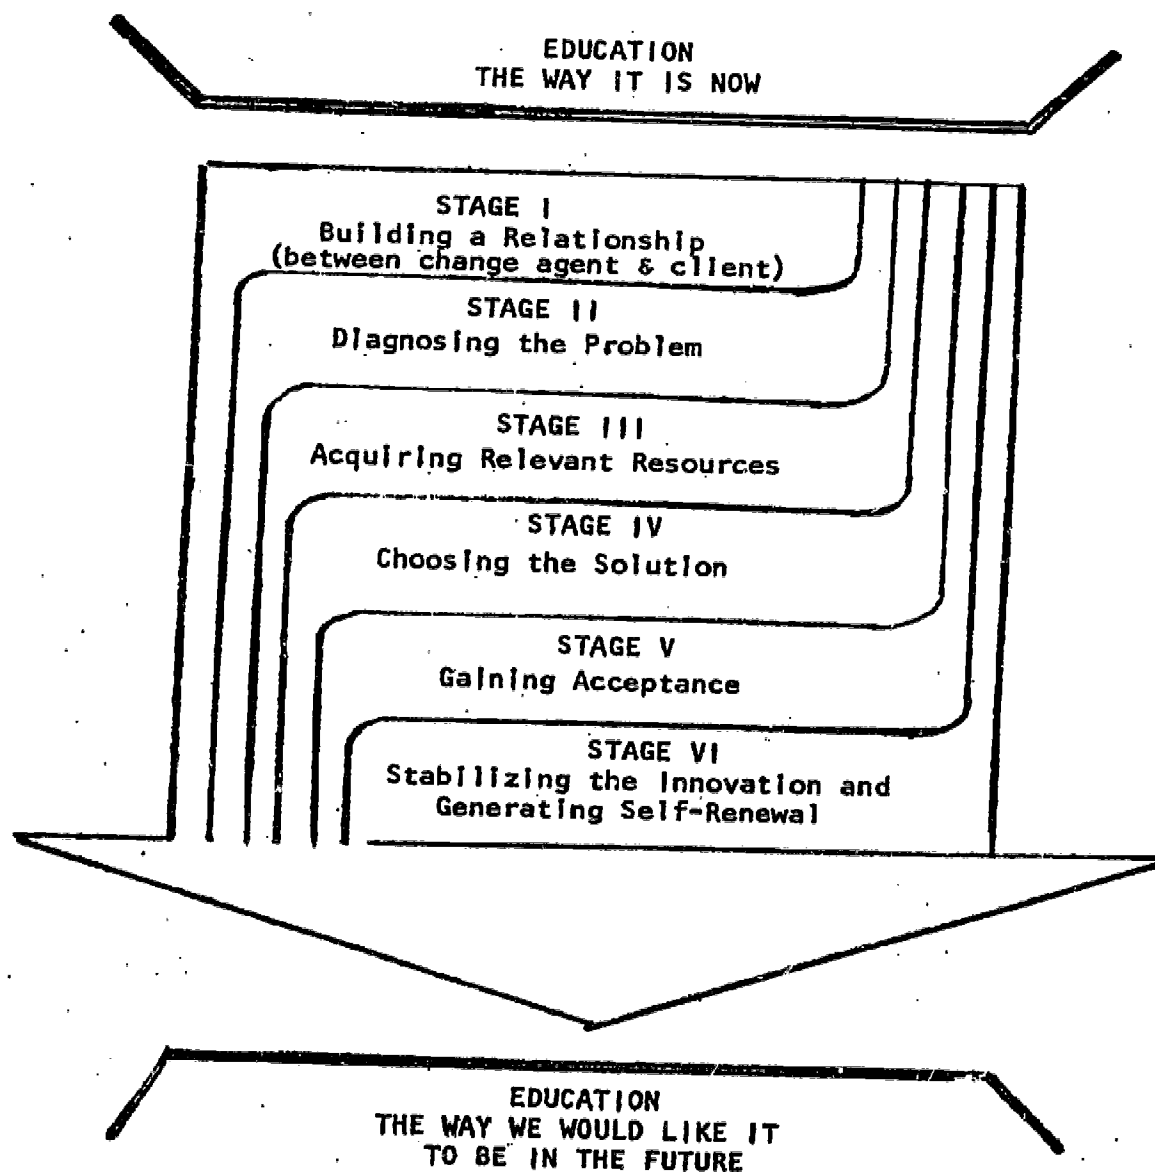 EDUCATION
THE WAY IT IS NOW
STAGE I
Building a Relationship
(between change agent & client)
STAGE II
Diagnosing the Problem
STAGE III
Acquiring Relevant Resources
STAGE IV
Choosing the Solution
STAGE V
Gaining Acceptance
STAGE VI
Stabilizing the Innovation and
Generating Self-Renewal
EDUCATION
THE WAY WE WOULD LIKE IT
TO BE IN THE FUTURE